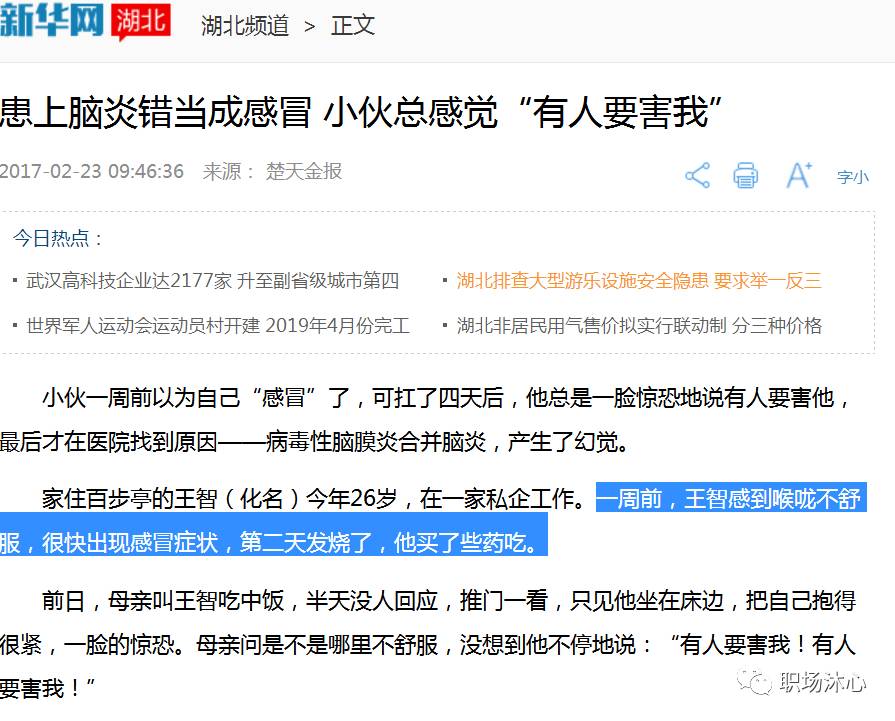 新华网 湖北 湖北频道 > 正文
患上脑炎错当成感冒 小伙总感觉“有人要害我”
2017-02-23 09:46:36 来源： 楚天金报
A+ 字小
今日热点：
· 武汉高科技企业达2177家 升至副省级城市第四 · 湖北排查大型游乐设施安全隐患 要求举一反三
· 世界军人运动会运动员村开建 2019年4月份完工 · 湖北非居民用气售价拟实行联动制 分三种价格
小伙一周前以为自己“感冒”了，可扛了四天后，他总是一脸惊恐地说有人要害他，
最后才在医院找到原因——病毒性脑膜炎合并脑炎，产生了幻觉。
家住百步亭的王智（化名）今年26岁，在一家私企工作。一周前，王智感到喉咙不舒
服，很快出现感冒症状，第二天发烧了，他买了些药吃。
前日，母亲叫王智吃中饭，半天没人回应，推门一看，只见他坐在床边，把自己抱得
很紧，一脸的惊恐。母亲问是不是哪里不舒服，没想到他不停地说：“有人要害我！有人
要害我！”
职场沐心